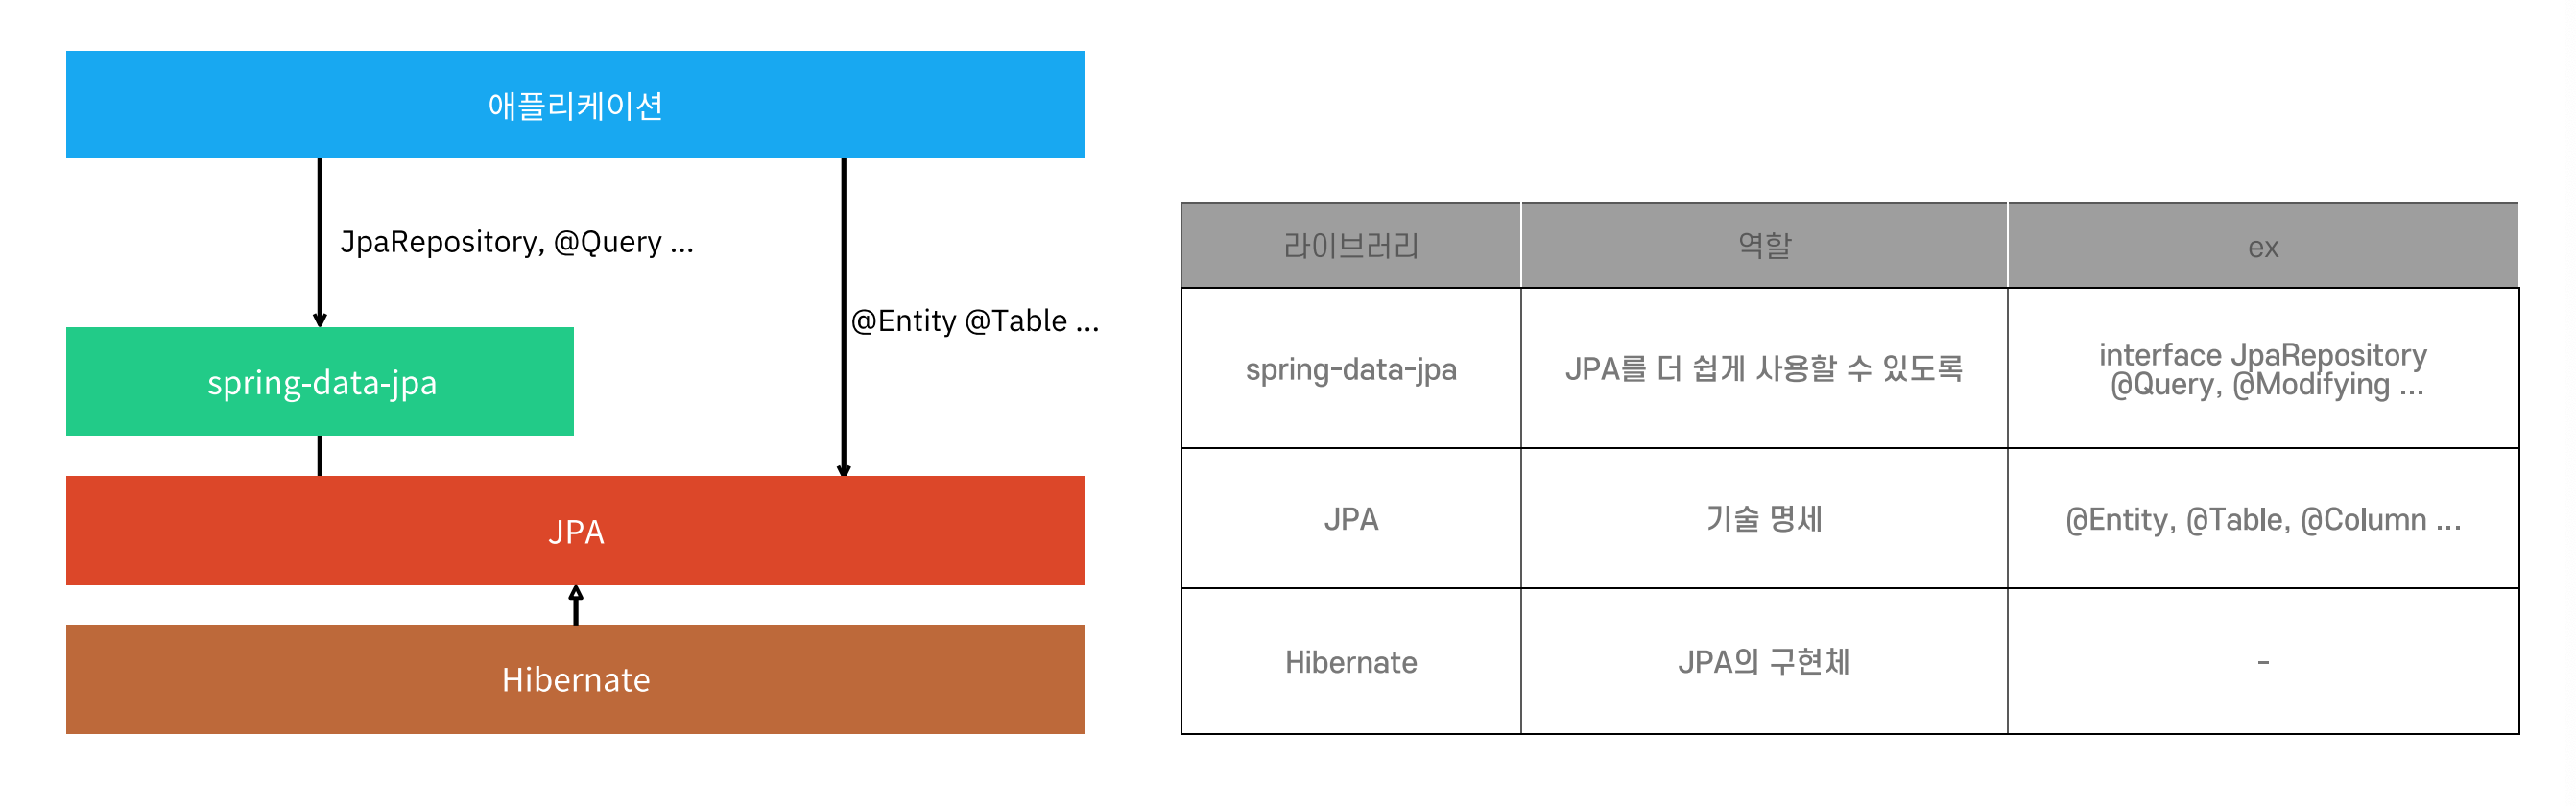 애플리케이션
JpaRepository, @Query ...
@Entity @Table ...
spring-data-jpa
JPA
Hibernate
라이브러리 역할 ex
spring-data-jpa JPA를 더 쉽게 사용할 수 있도록 interface JpaRepository
@Query, @Modifying ...
JPA 기술 명세 @Entity, @Table, @Column ...
Hibernate JPA의 구현체 -